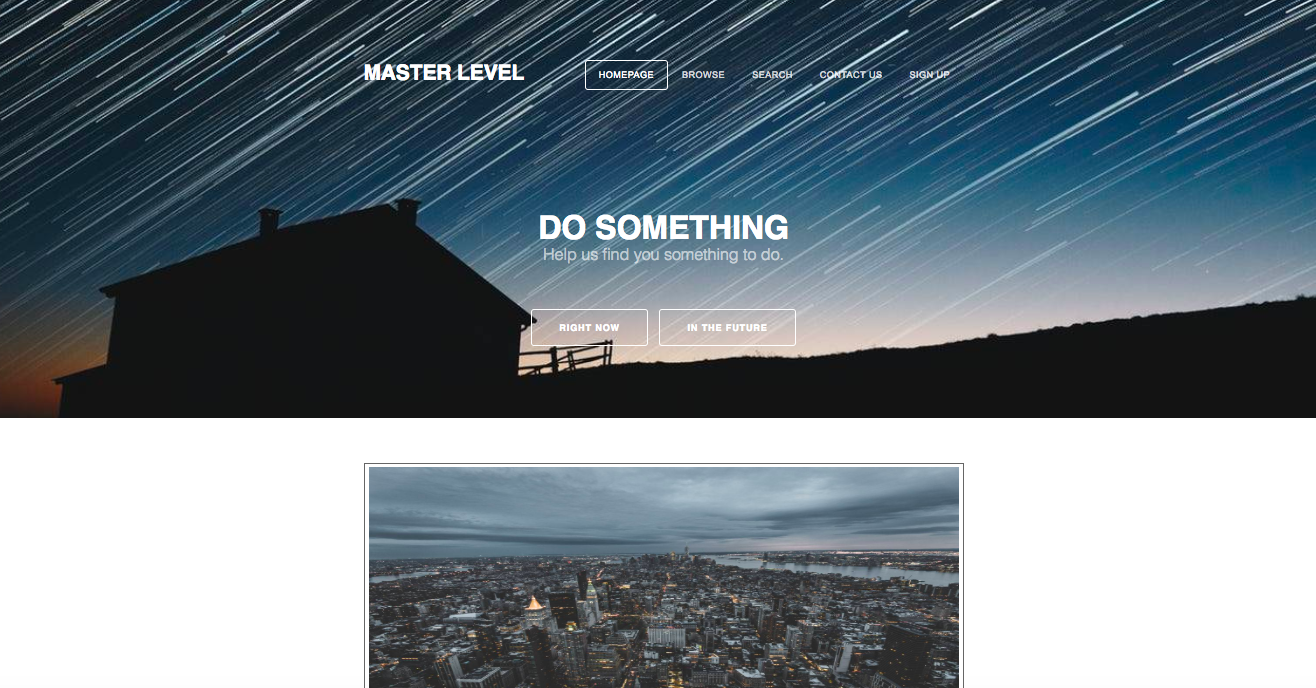 MASTER LEVEL
HOMEPAGE BROWSE SEARCH CONTACT US SIGN UP
DO SOMETHING
Help us find you something to do.
RIGHT NOW IN THE FUTURE